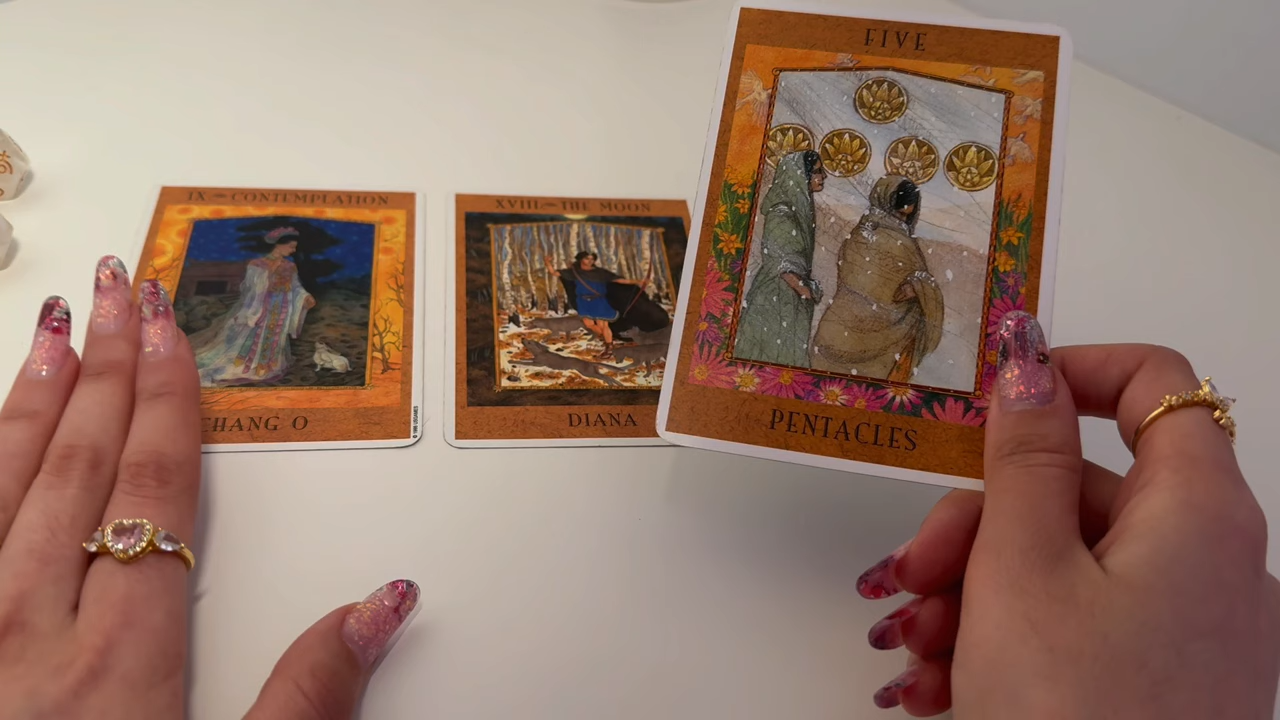 IX CONTEMPLATION
CHANG O
XVIII THE MOON
DIANA
FIVE
PENTACLES